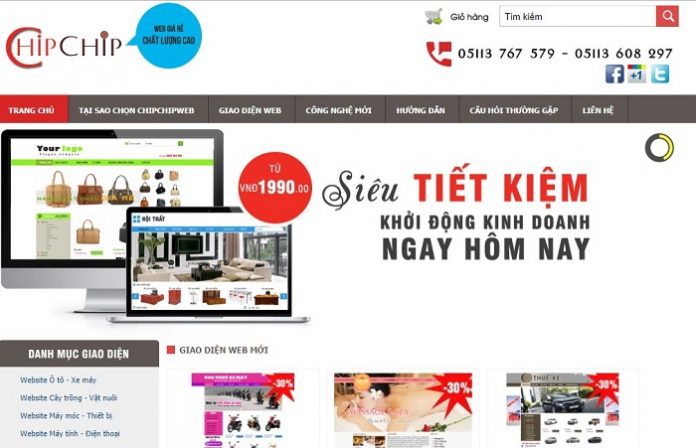 CHIPCHIP
WEB GIÁ RẺ
CHẤT LƯỢNG CAO
Giỏ hàng
Tìm kiếm
05113 767 579 - 05113 608 297
+1
TRANG CHỦ
TẠI SAO CHỌN CHIPCHIPWEB
GIAO DIỆN WEB
CÔNG NGHỆ MỚI
HƯỚNG DẪN
CÂU HỎI THƯỜNG GẶP
LIÊN HỆ
Your logo
NỘI THẤT
TỪ
VNĐ1990.00
Siêu TIẾT KIỆM
KHỞI ĐỘNG KINH DOANH
NGAY HÔM NAY
DANH MỤC GIAO DIỆN
Website Ô tô - Xe máy
Website Cây trồng - Vật nuôi
Website Máy móc - Thiết bị
Website Máy tính - Điện thoại
GIAO DIỆN WEB MỚI
-30%
-30%
THUÊ XE
-30%